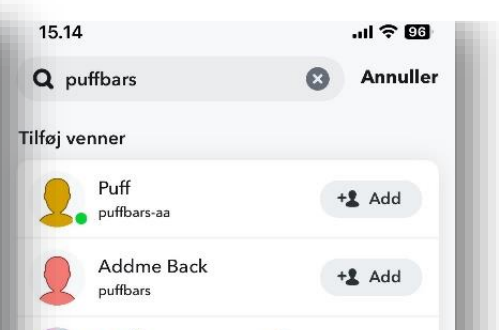 15.14
96
puffbars
Annuller
Tilføj venner
Puff
puffbars-aa
Add
Addme Back
puffbars
Add